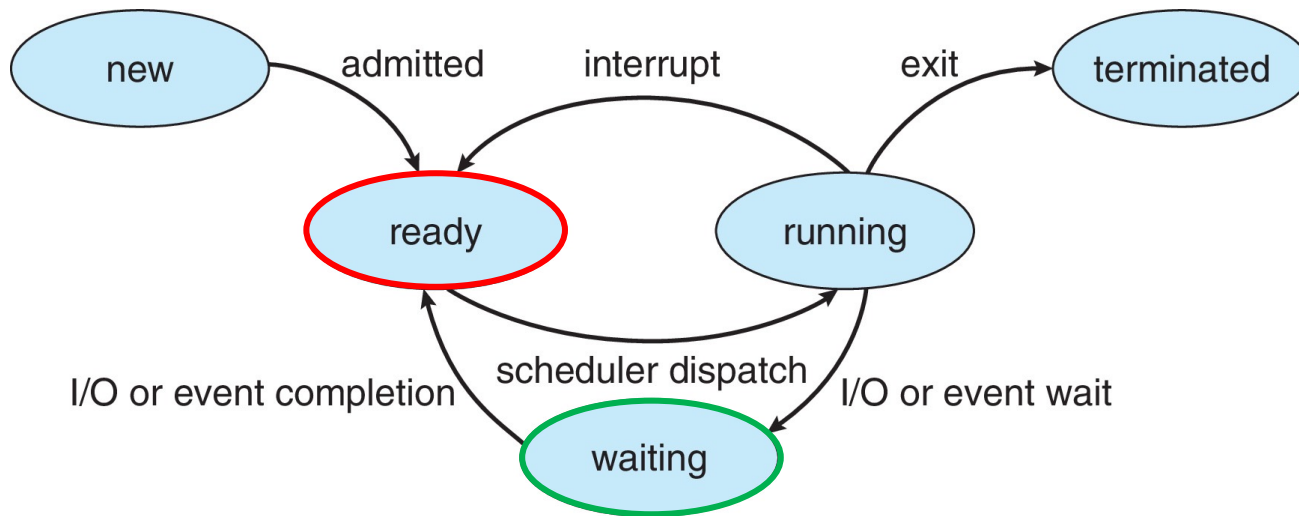 new
admitted
interrupt
exit
terminated
ready
running
scheduler dispatch
I/O or event completion
I/O or event wait
waiting